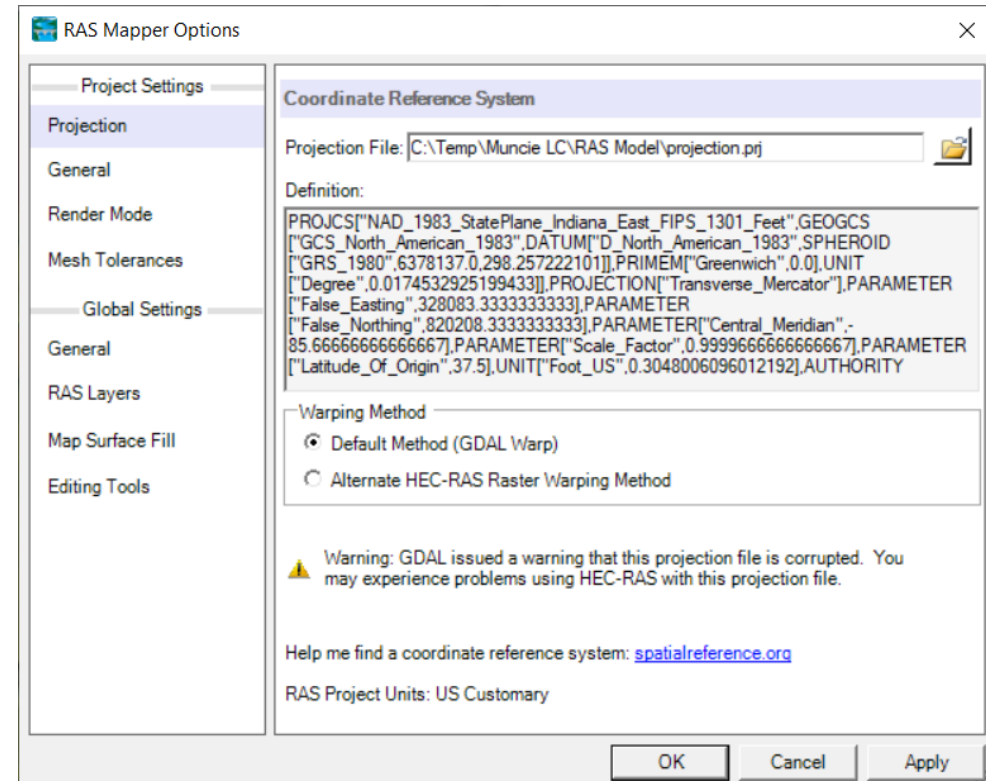 RAS Mapper Options
Project Settings
Projection
General
Render Mode
Mesh Tolerances
Global Settings
General
RAS Layers
Map Surface Fill
Editing Tools
Coordinate Reference System
Projection File: C:\Temp\Muncie LC\RAS Model\projection.prj
Definition:
PROJCS["NAD_1983_StatePlane_Indiana_East_FIPS_1301_Feet",GEOGCS
["GCS_North_American_1983",DATUM["D_North_American_1983",SPHEROID
["GRS_1980",6378137.0,298.257222101]],PRIMEM["Greenwich",0.0],UNIT
["Degree",0.0174532925199433]],PROJECTION["Transverse_Mercator"],PARAMETER
["False_Easting",328083.3333333333],PARAMETER
["False_Northing",820208.3333333333],PARAMETER["Central_Meridian",-
85.66666666666667],PARAMETER["Scale_Factor",0.9999666666666667],PARAMETER
["Latitude_Of_Origin",37.5],UNIT["Foot_US",0.3048006096012192],AUTHORITY
Warping Method
Default Method (GDAL Warp)
Alternate HEC-RAS Raster Warping Method
Warning: GDAL issued a warning that this projection file is corrupted. You
may experience problems using HEC-RAS with this projection file.
Help me find a coordinate reference system: spatialreference.org
RAS Project Units: US Customary
OK
Cancel
Apply